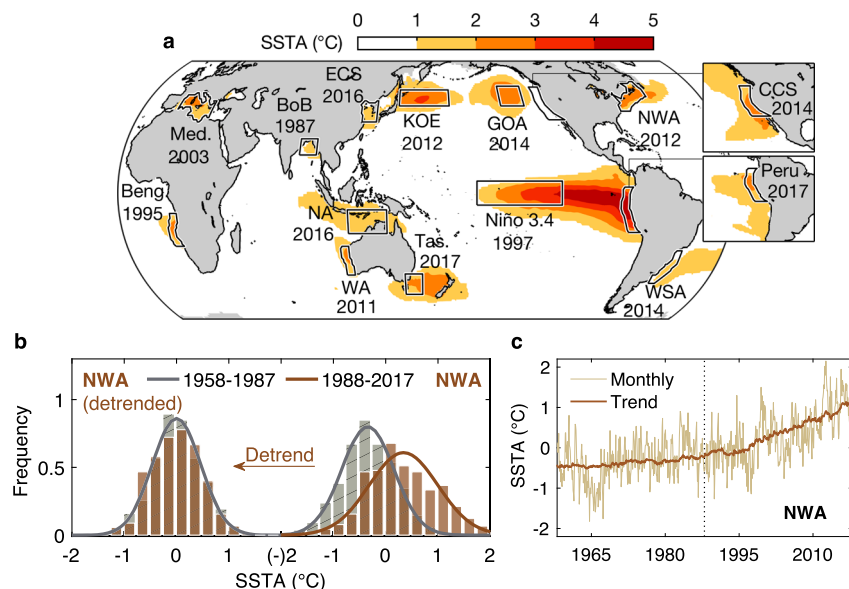 0 1 2 3 4 5
SSTA (°C)
a
ECS
2016
BoB
1987
Med.
2003
KOE
2012
GOA
2014
NWA
2012
CCS
2014
Peru
2017
Beng.
1995
NA
2016
Niño 3.4
1997
Tas.
2017
WA
2011
WSA
2014
b
NWA 1958-1987 1988-2017 NWA
(detrended)
Detrend
Frequency
1
0.5
0
-2 -1 0 1 (-)2 -1 0 1 2
SSTA (°C)
c
Monthly
Trend
SSTA (°C)
2
1
0
-1
-2
NWA
1965 1980 1995 2010